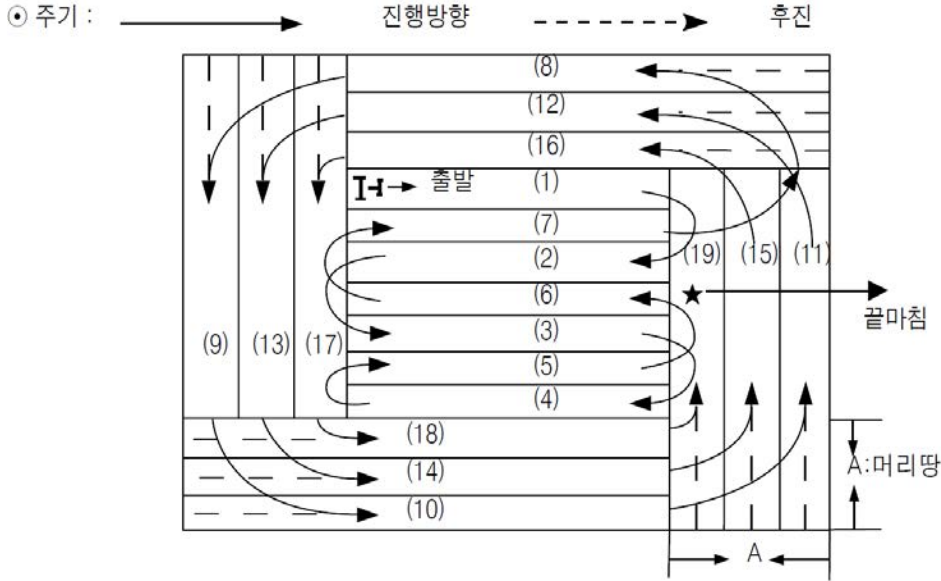 ⊙ 주기 : 진행방향 후진
(8)
(12)
(16)
출발 (1)
(7)
(2)
(19) (15) (11)
(6)
끝마침
(3)
(9) (13) (17)
(5)
(4)
(18)
(14)
A:머리땅
(10)
A